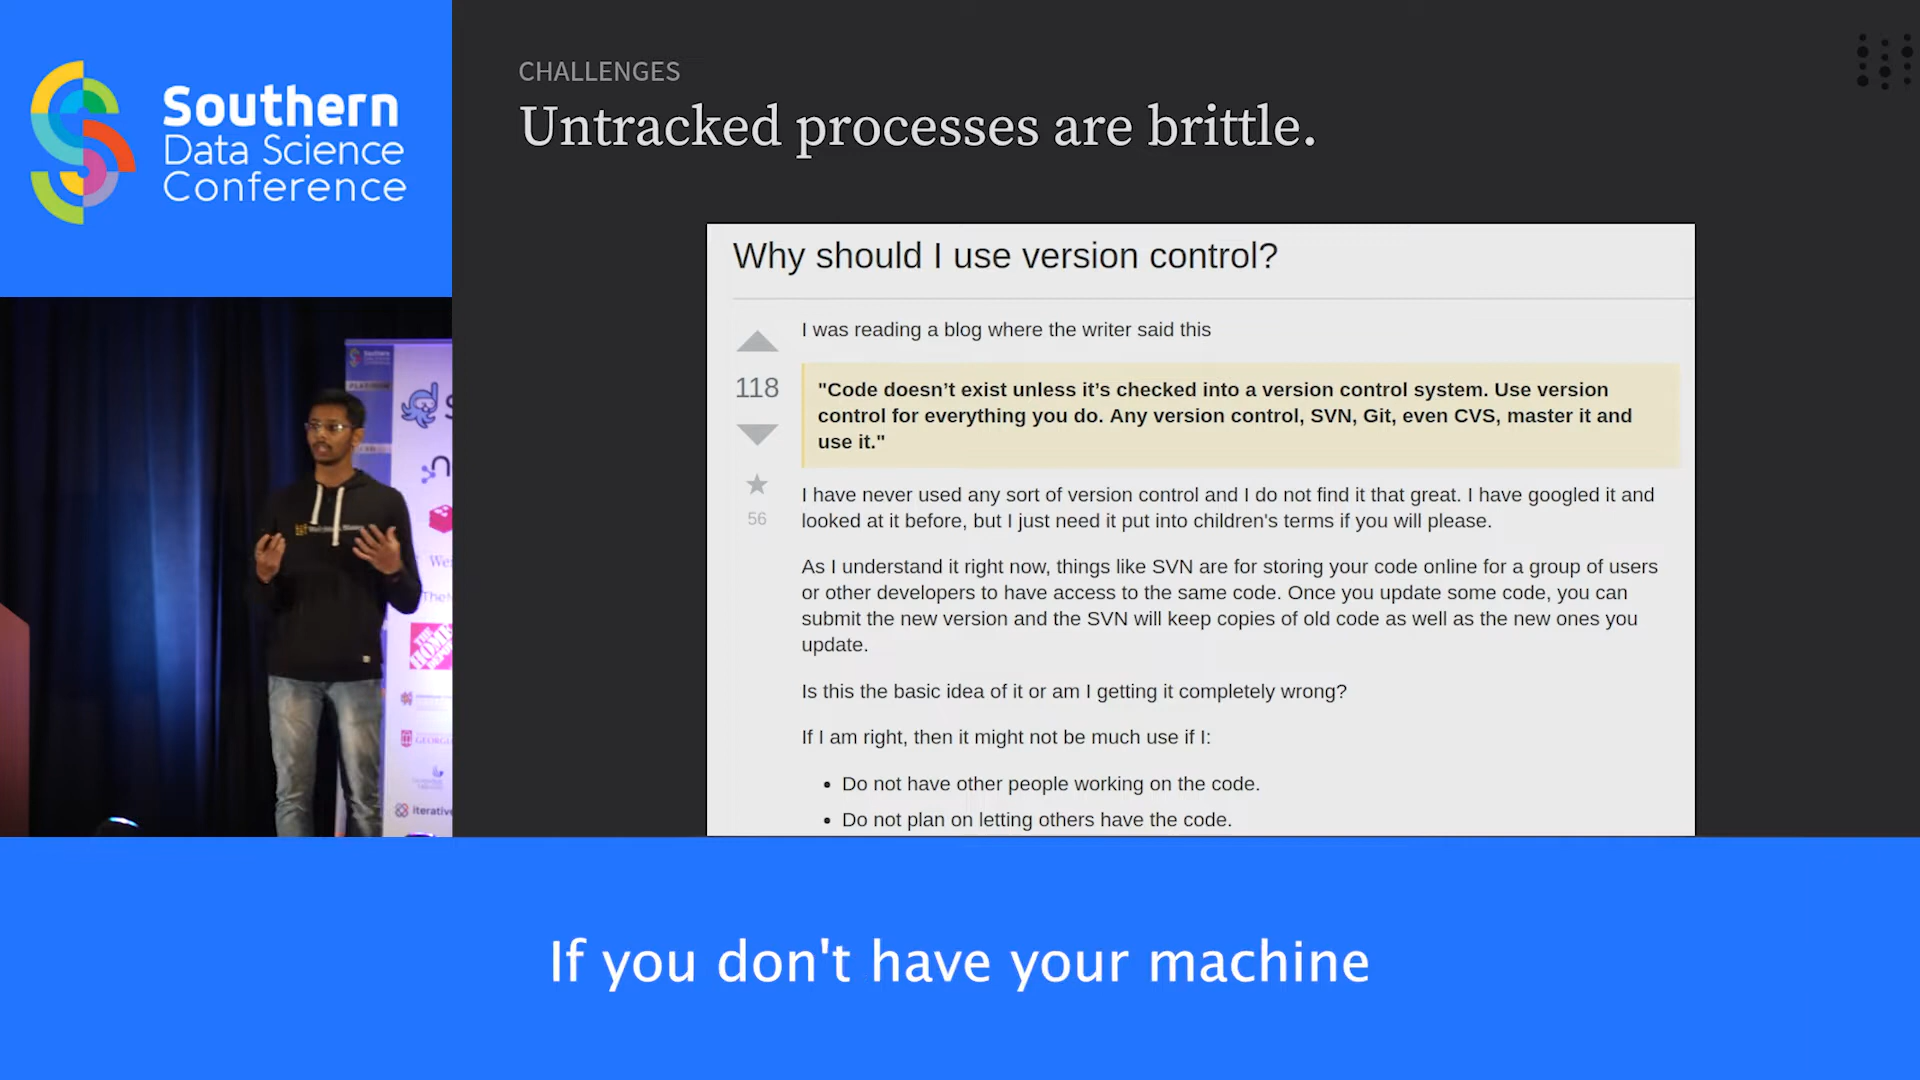 Southern
Data Science
Conference
CHALLENGES
Untracked processes are brittle.
Why should I use version control?
I was reading a blog where the writer said this
118
"Code doesn’t exist unless it’s checked into a version control system. Use version
control for everything you do. Any version control, SVN, Git, even CVS, master it and
use it."
56
I have never used any sort of version control and I do not find it that great. I have googled it and
looked at it before, but I just need it put into children's terms if you will please.
As I understand it right now, things like SVN are for storing your code online for a group of users
or other developers to have access to the same code. Once you update some code, you can
submit the new version and the SVN will keep copies of old code as well as the new ones you
update.
Is this the basic idea of it or am I getting it completely wrong?
If I am right, then it might not be much use if I:
• Do not have other people working on the code.
• Do not plan on letting others have the code.
Southern
PLATINUM
THE
HOME
iterative
If you don't have your machine